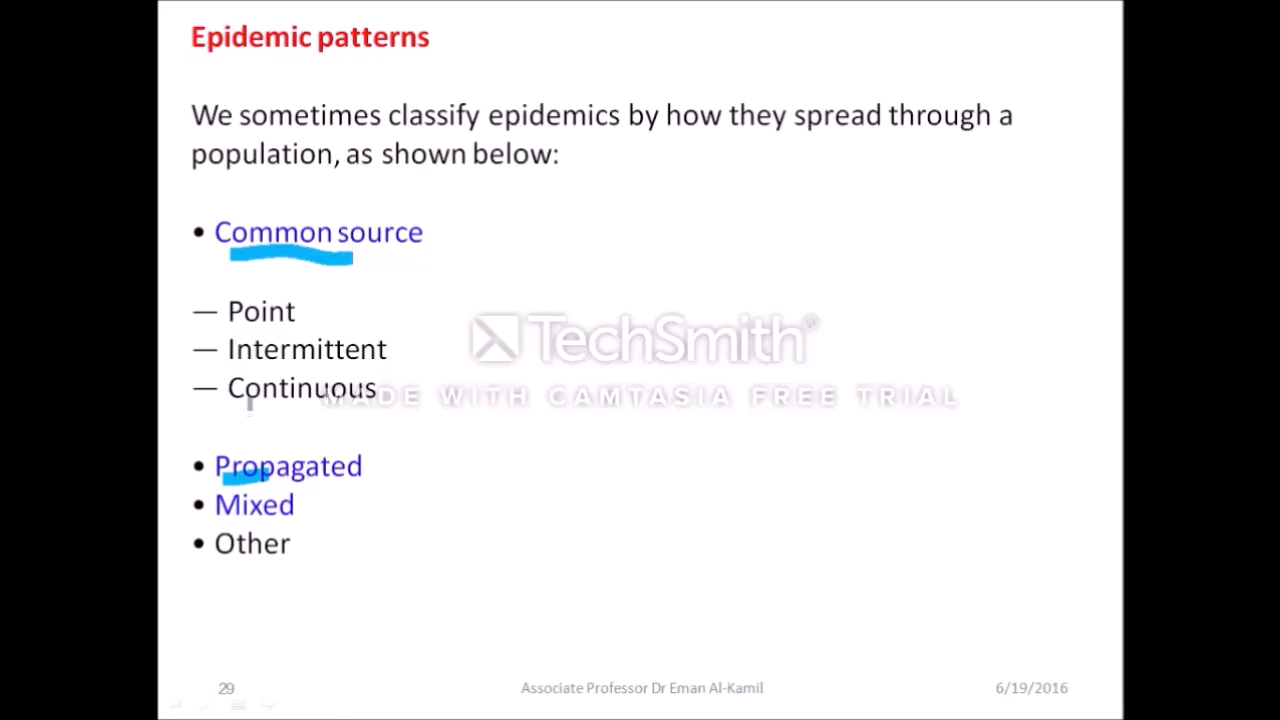 Epidemic patterns
We sometimes classify epidemics by how they spread through a
population, as shown below:
• Common source
— Point
— Intermittent
— Continuous
TechSmith®
MADE WITH CAMTASIA FREE TRIAL
• Propagated
• Mixed
• Other
29 Associate Professor Dr Eman Al-Kamil 6/19/2016